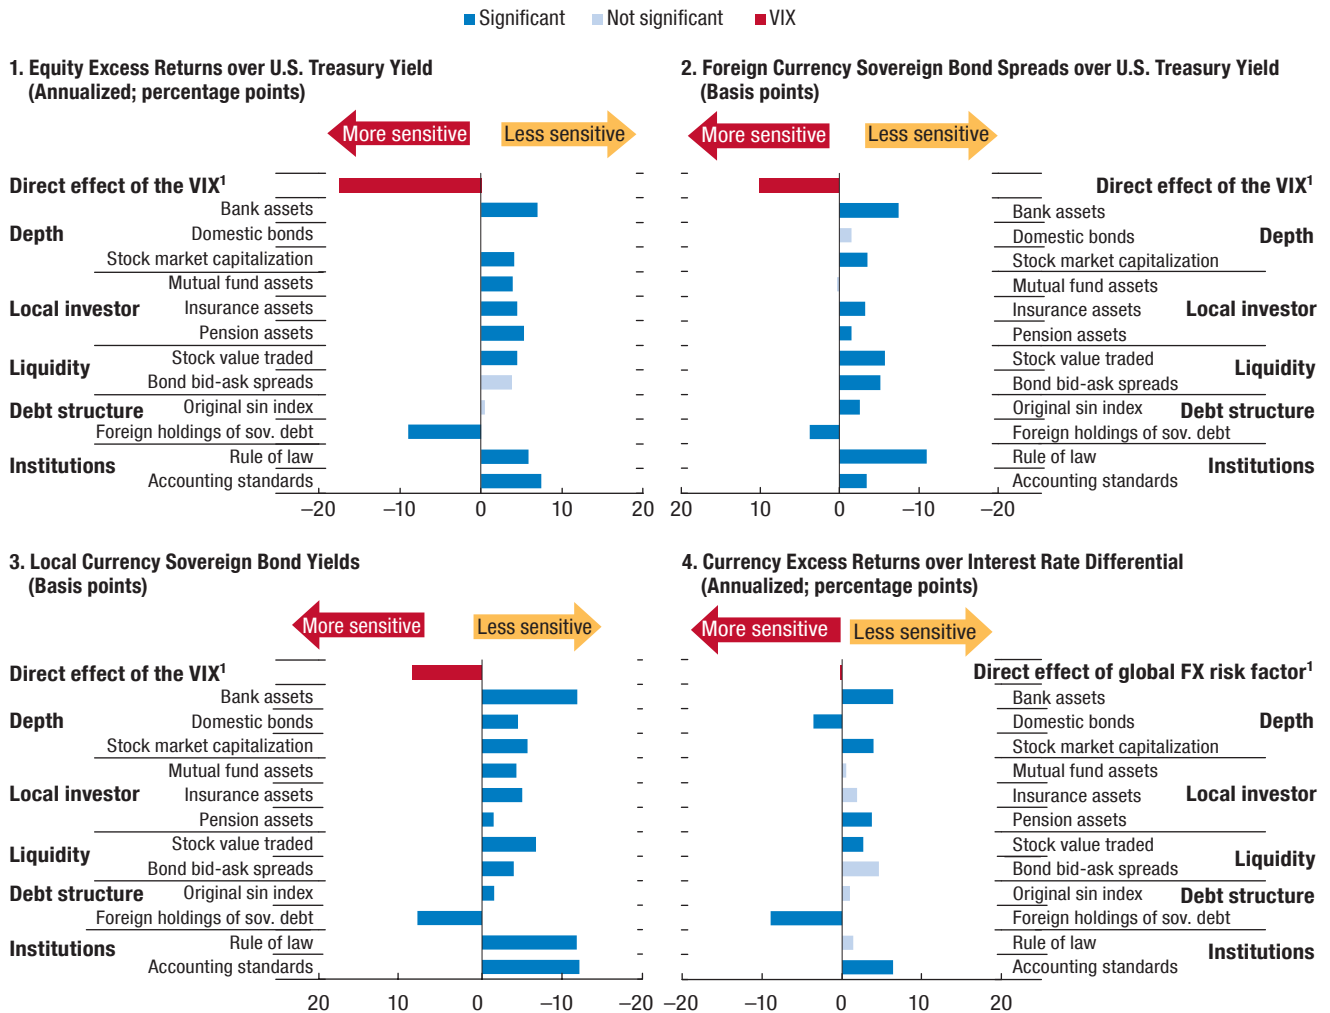 Significant Not significant VIX
1. Equity Excess Returns over U.S. Treasury Yield
(Annualized; percentage points)
More sensitive Less sensitive
Direct effect of the VIX¹
Bank assets
Depth Domestic bonds
Stock market capitalization
Mutual fund assets
Local investor Insurance assets
Pension assets
Stock value traded
Liquidity
Bond bid-ask spreads
Debt structure Original sin index
Foreign holdings of sov. debt
Rule of law
Institutions
Accounting standards
–20 –10 0 10 20
2. Foreign Currency Sovereign Bond Spreads over U.S. Treasury Yield
(Basis points)
More sensitive Less sensitive
Direct effect of the VIX¹
Bank assets
Domestic bonds Depth
Stock market capitalization
Mutual fund assets
Insurance assets Local investor
Pension assets
Stock value traded
Liquidity
Bond bid-ask spreads
Original sin index Debt structure
Foreign holdings of sov. debt
Rule of law
Institutions
Accounting standards
20 10 0 –10 –20
3. Local Currency Sovereign Bond Yields
(Basis points)
More sensitive Less sensitive
Direct effect of the VIX¹
Bank assets
Depth Domestic bonds
Stock market capitalization
Mutual fund assets
Local investor Insurance assets
Pension assets
Stock value traded
Liquidity
Bond bid-ask spreads
Debt structure Original sin index
Foreign holdings of sov. debt
Rule of law
Institutions
Accounting standards
20 10 0 –10 –20
4. Currency Excess Returns over Interest Rate Differential
(Annualized; percentage points)
More sensitive Less sensitive
Direct effect of global FX risk factor¹
Bank assets
Domestic bonds Depth
Stock market capitalization
Mutual fund assets
Insurance assets Local investor
Pension assets
Stock value traded
Liquidity
Bond bid-ask spreads
Original sin index Debt structure
Foreign holdings of sov. debt
Rule of law
Institutions
Accounting standards
–20 –10 0 10 20